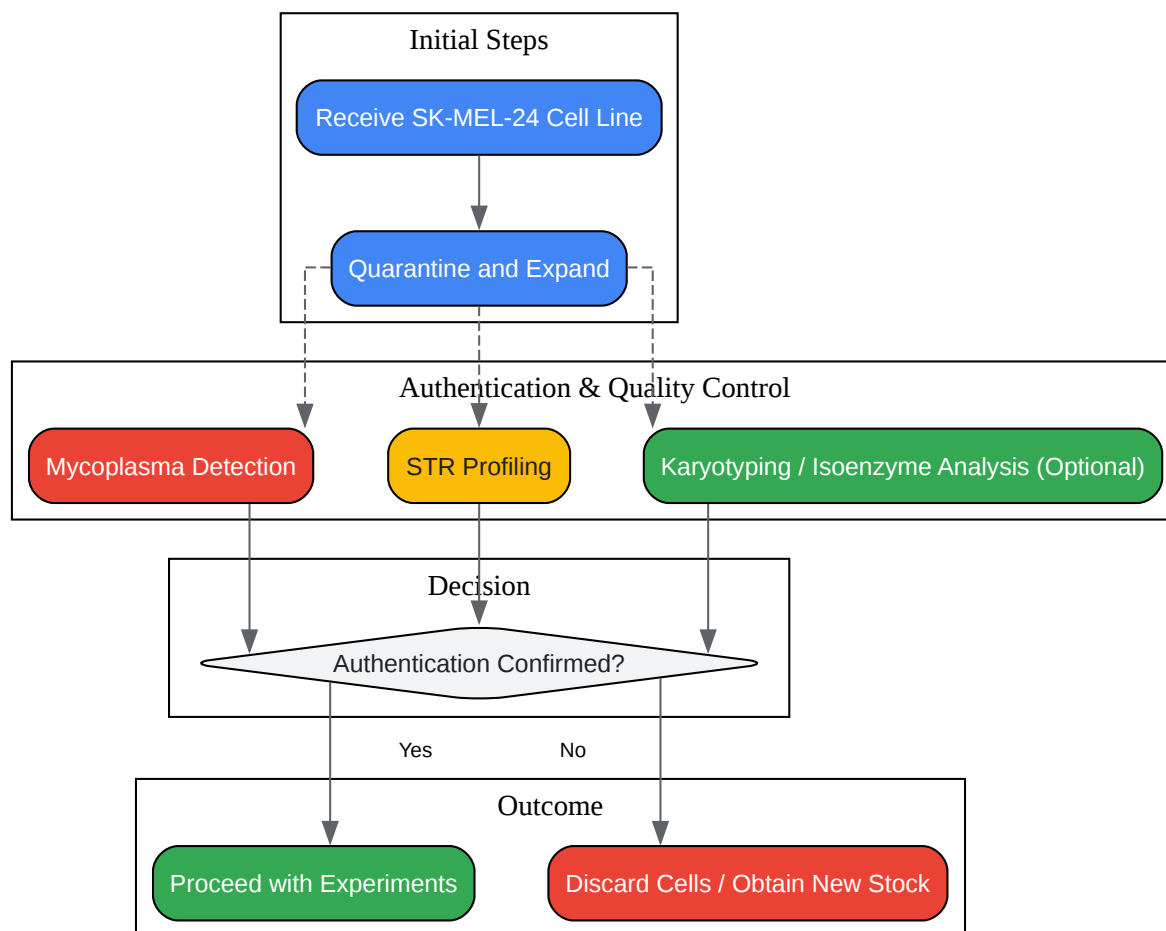 Initial Steps
Receive SK-MEL-24 Cell Line
Quarantine and Expand
Authentication & Quality Control
Mycoplasma Detection
STR Profiling
Karyotyping / Isoenzyme Analysis (Optional)
Decision
Authentication Confirmed?
Yes
No
Outcome
Proceed with Experiments
Discard Cells / Obtain New Stock